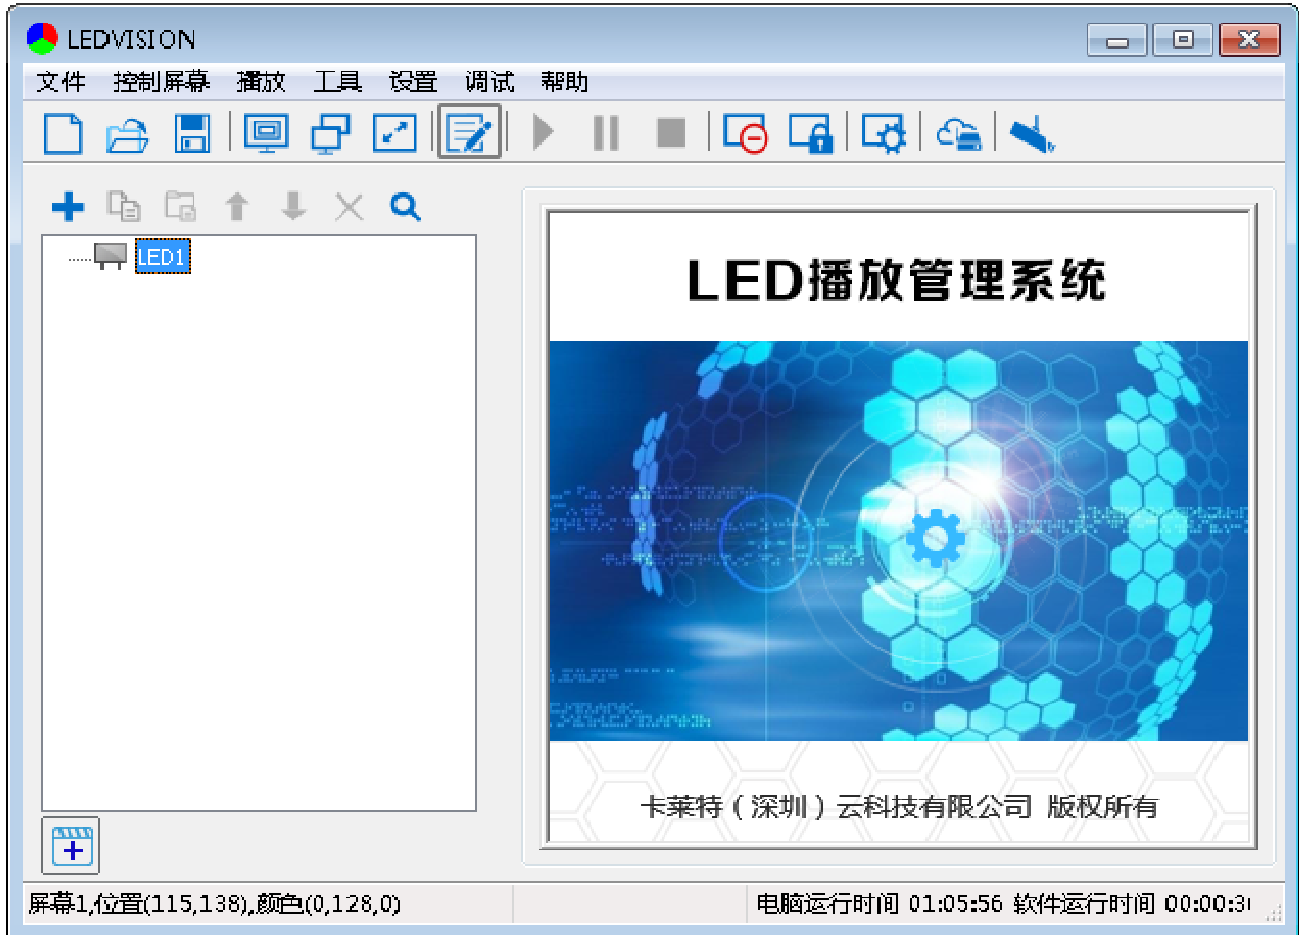 LEDVISION
文件 控制屏幕 播放 工具 设置 调试 帮助
LED1
LED播放管理系统
卡莱特（深圳）云科技有限公司 版权所有
屏幕1,位置(115,138),颜色(0,128,0)
电脑运行时间 01:05:56 软件运行时间 00:00:3